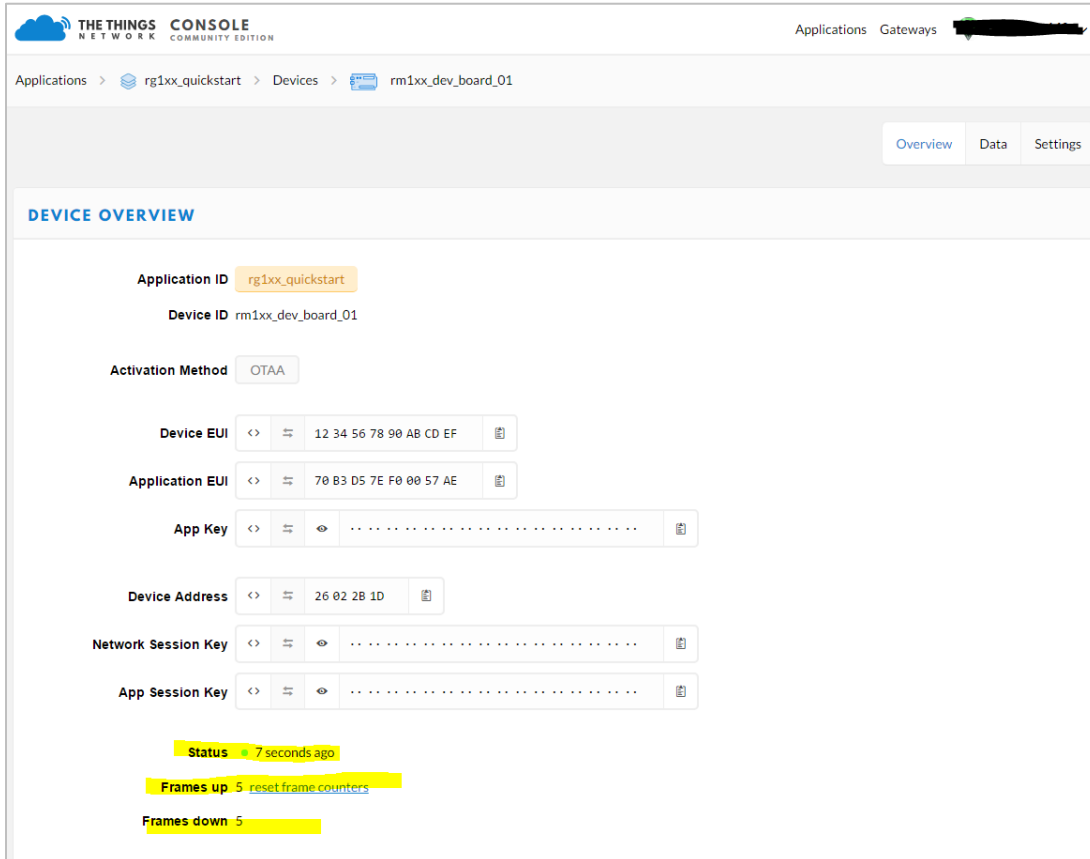 THE THINGS NETWORK CONSOLE COMMUNITY EDITION
Applications Gateways
Applications > rg1xx_quickstart > Devices > rm1xx_dev_board_01
Overview Data Settings
DEVICE OVERVIEW
Application ID rg1xx_quickstart
Device ID rm1xx_dev_board_01
Activation Method OTAA
Device EUI <> 12 34 56 78 90 AB CD EF
Application EUI <> 70 B3 D5 7E F0 00 57 AE
App Key <> ·· ·· ·· ·· ·· ·· ·· ·· ·· ·· ·· ·· ·· ·· ·· ··
Device Address <> 26 02 2B 1D
Network Session Key <> ·· ·· ·· ·· ·· ·· ·· ·· ·· ·· ·· ·· ·· ·· ·· ··
App Session Key <> ·· ·· ·· ·· ·· ·· ·· ·· ·· ·· ·· ·· ·· ·· ·· ··
Status 7 seconds ago
Frames up 5 reset frame counters
Frames down 5